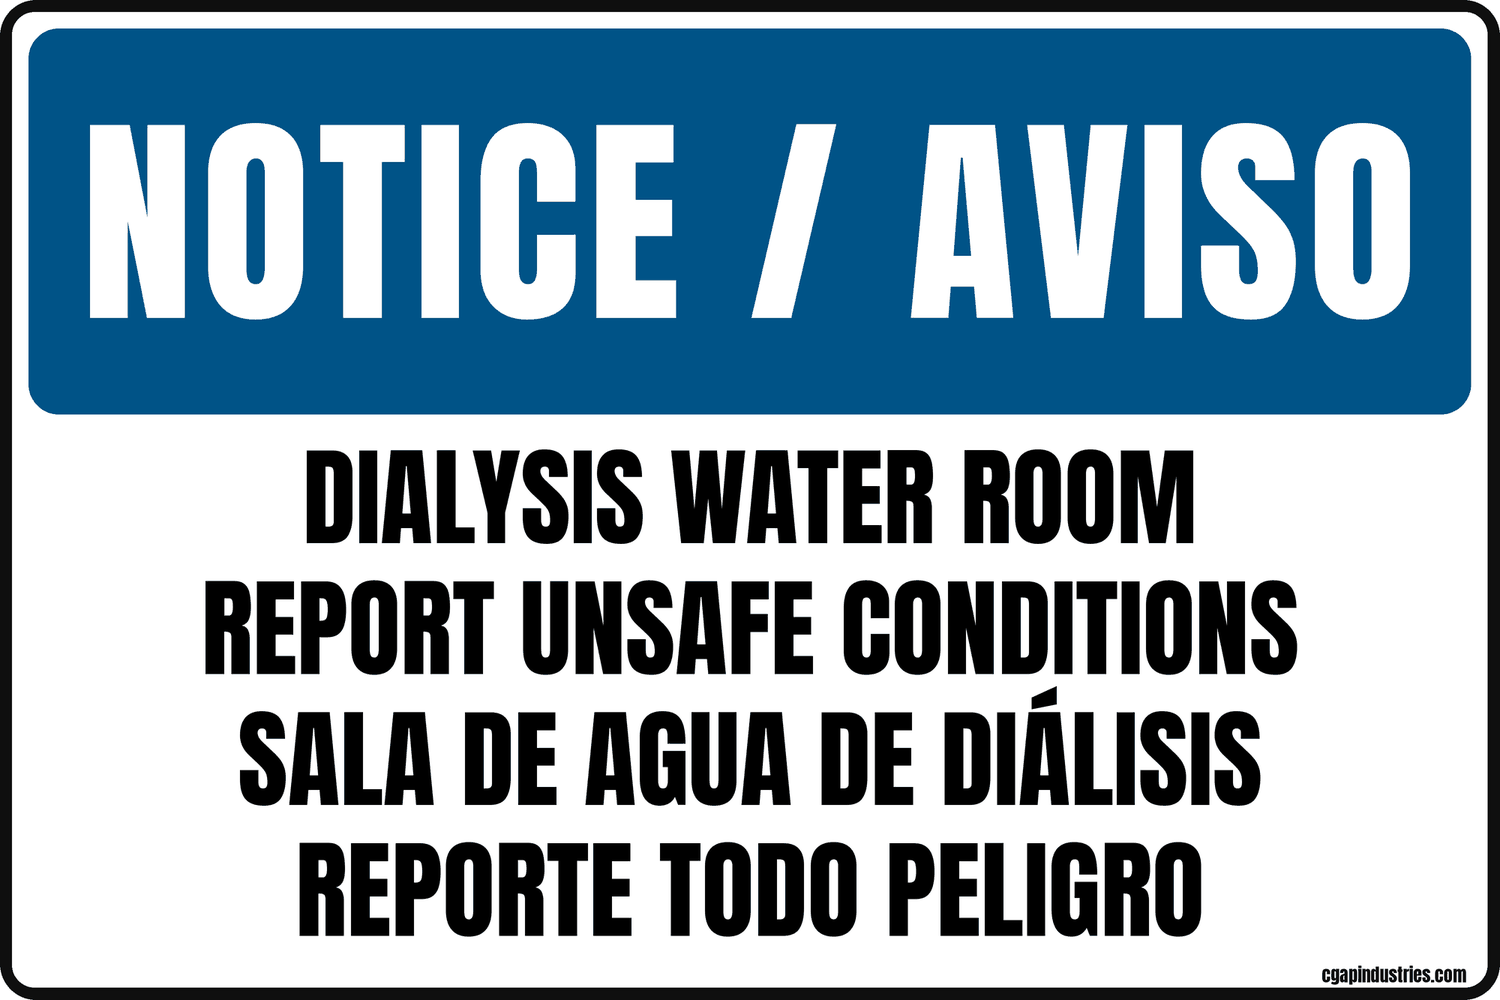 NOTICE / AVISO
DIALYSIS WATER ROOM
REPORT UNSAFE CONDITIONS
SALA DE AGUA DE DIÁLISIS
REPORTE TODO PELIGRO
cgapindustries.com